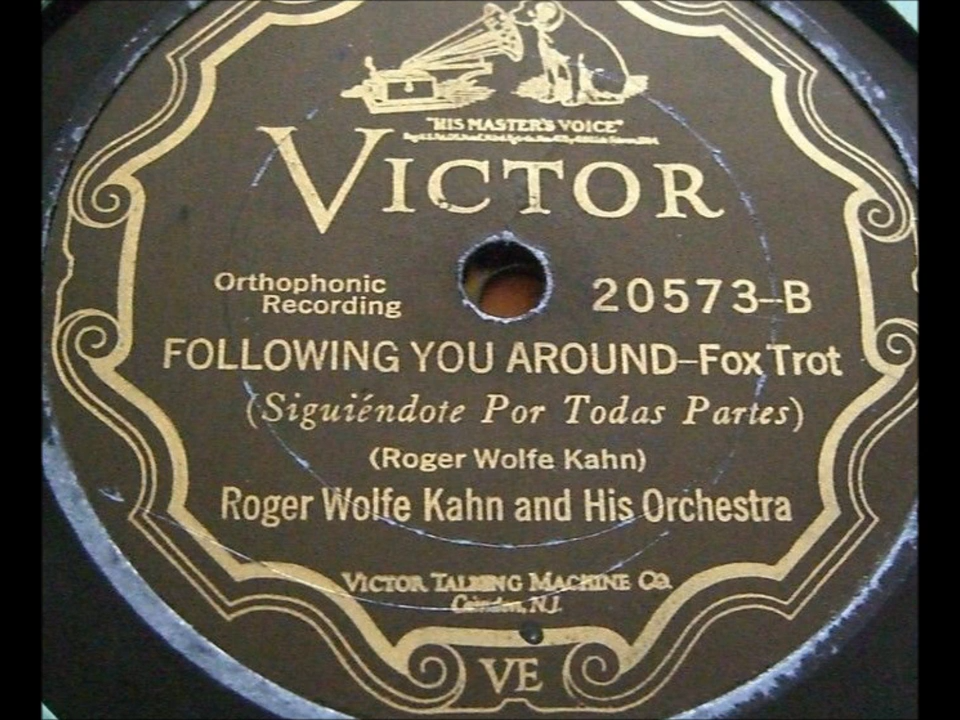 "HIS MASTER'S VOICE"
VICTOR
Orthophonic
Recording
20573-B
FOLLOWING YOU AROUND-Fox Trot
(Siguiéndote Por Todas Partes)
(Roger Wolfe Kahn)
Roger Wolfe Kahn and His Orchestra
VICTOR TALKING MACHINE CO.
Camden, N.J.
VE